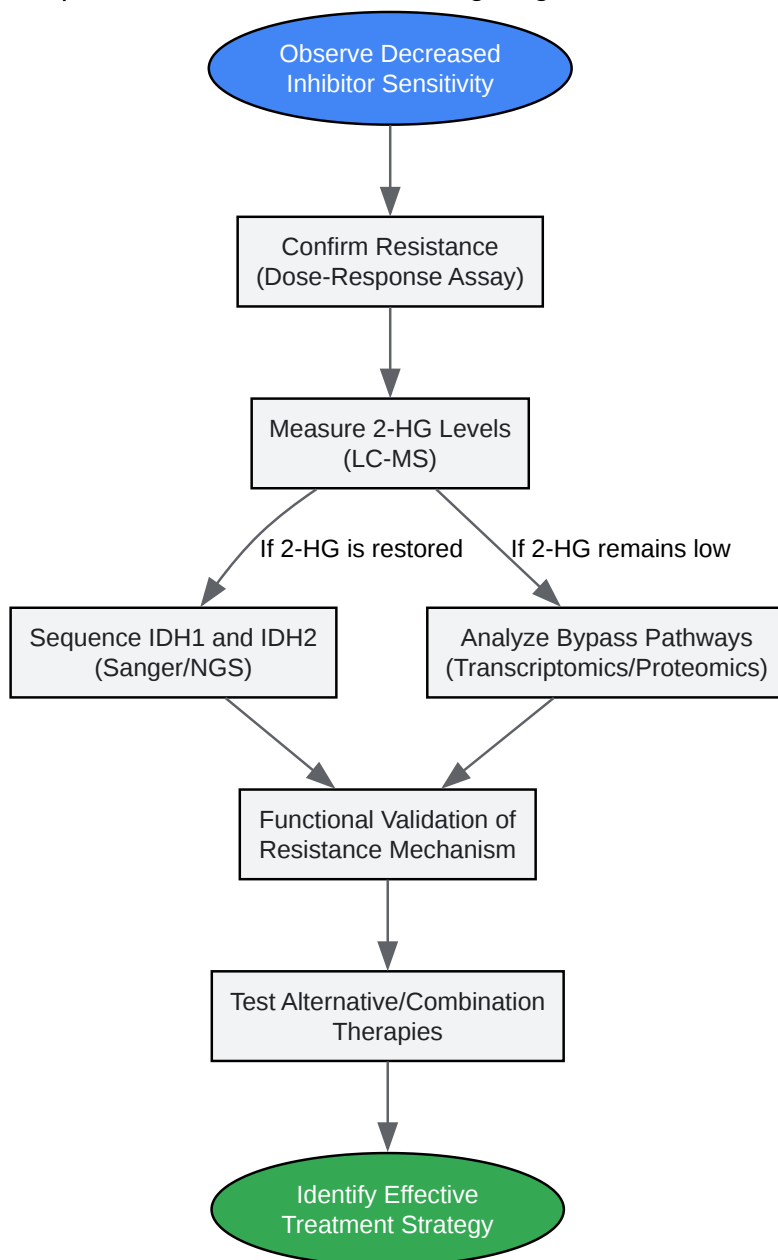 Observe Decreased
Inhibitor Sensitivity
Confirm Resistance
(Dose-Response Assay)
Measure 2-HG Levels
(LC-MS)
If 2-HG is restored
If 2-HG remains low
Sequence IDH1 and IDH2
(Sanger/NGS)
Analyze Bypass Pathways
(Transcriptomics/Proteomics)
Functional Validation of
Resistance Mechanism
Test Alternative/Combination
Therapies
Identify Effective
Treatment Strategy